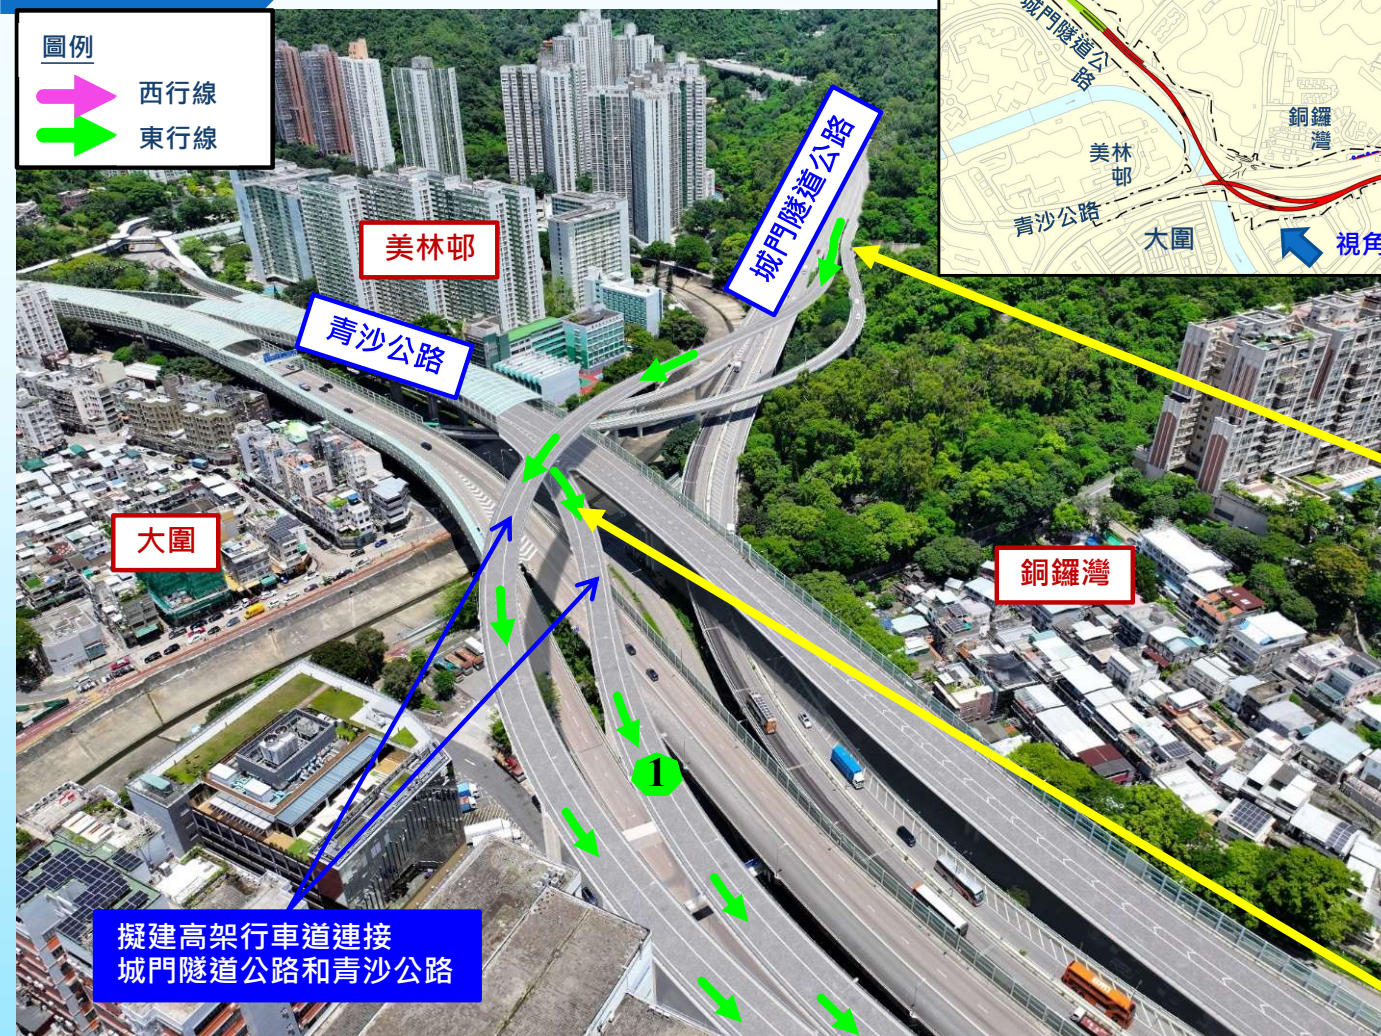 圖例
西行線
東行線
城門隧道公路
銅鑼灣
美林邨
青沙公路
大圍
視角
美林邨
城門隧道公路
青沙公路
大圍
銅鑼灣
1
擬建高架行車道連接
城門隧道公路和青沙公路